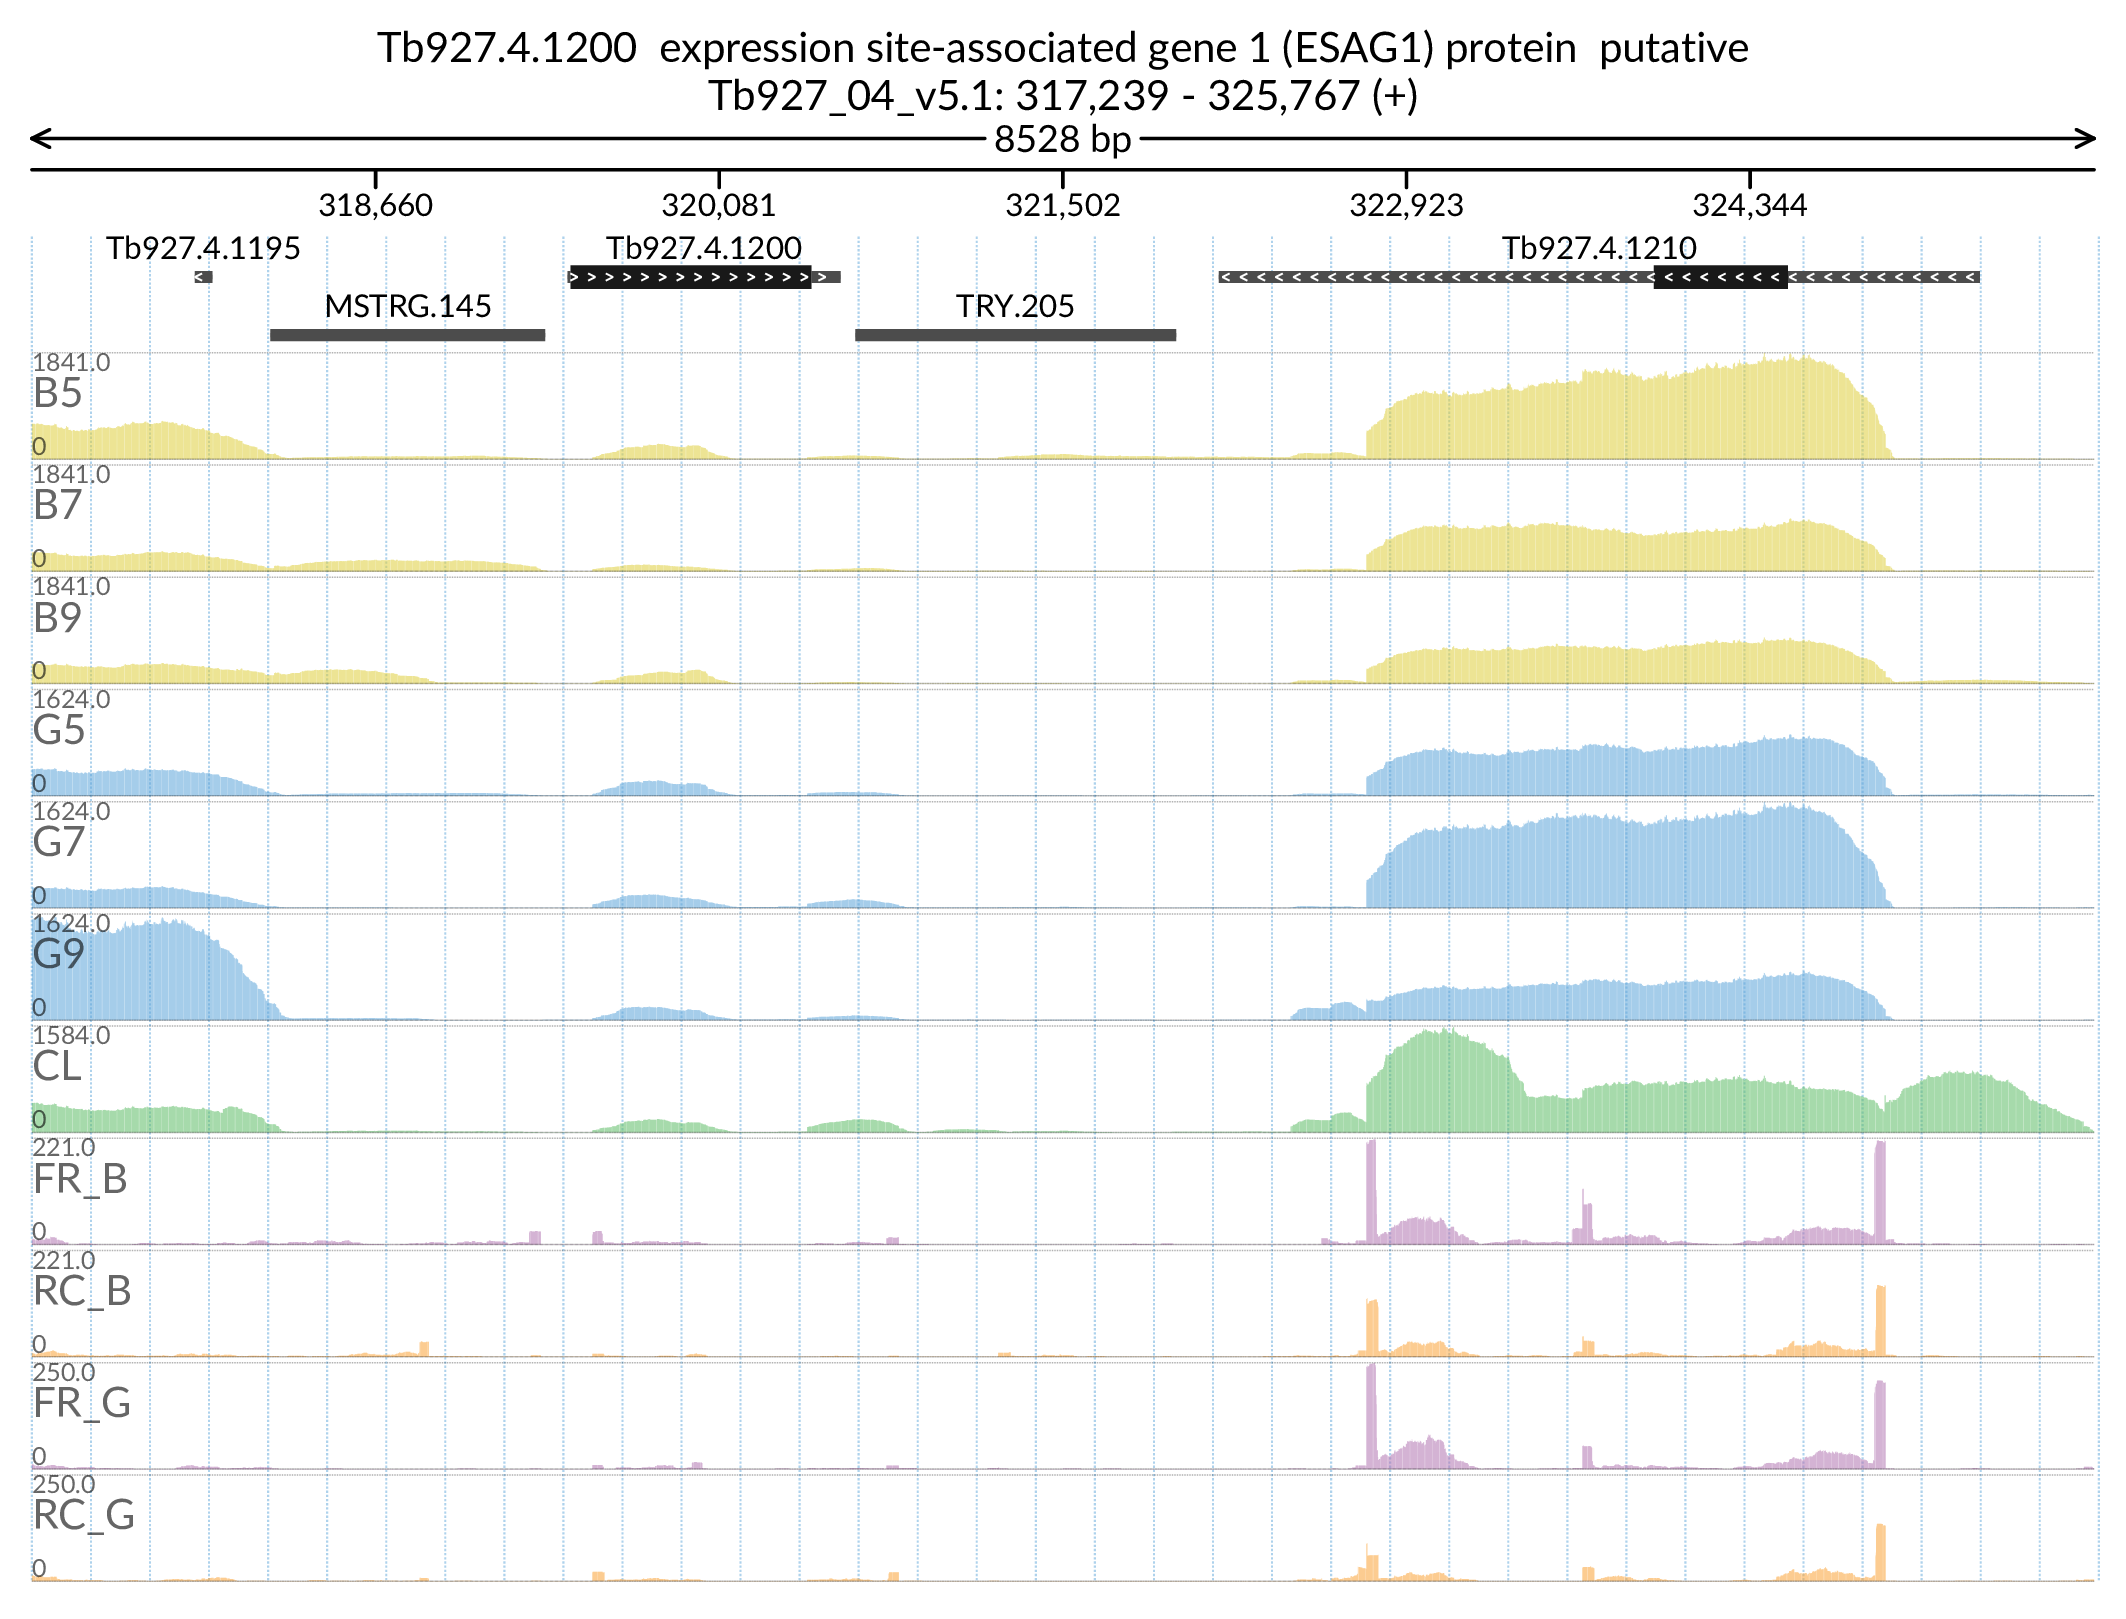 Tb927.4.1200  expression site-associated gene 1 (ESAG1) protein  putative
Tb927_04_v5.1: 317,239 - 325,767 (+)
8528 bp
318,660 320,081 321,502 322,923 324,344
Tb927.4.1195 Tb927.4.1200 Tb927.4.1210
MSTRG.145 TRY.205
1841.0
B5
0
1841.0
B7
0
1841.0
B9
0
1624.0
G5
0
1624.0
G7
0
1624.0
G9
0
1584.0
CL
0
221.0
FR_B
0
221.0
RC_B
0
250.0
FR_G
0
250.0
RC_G
0